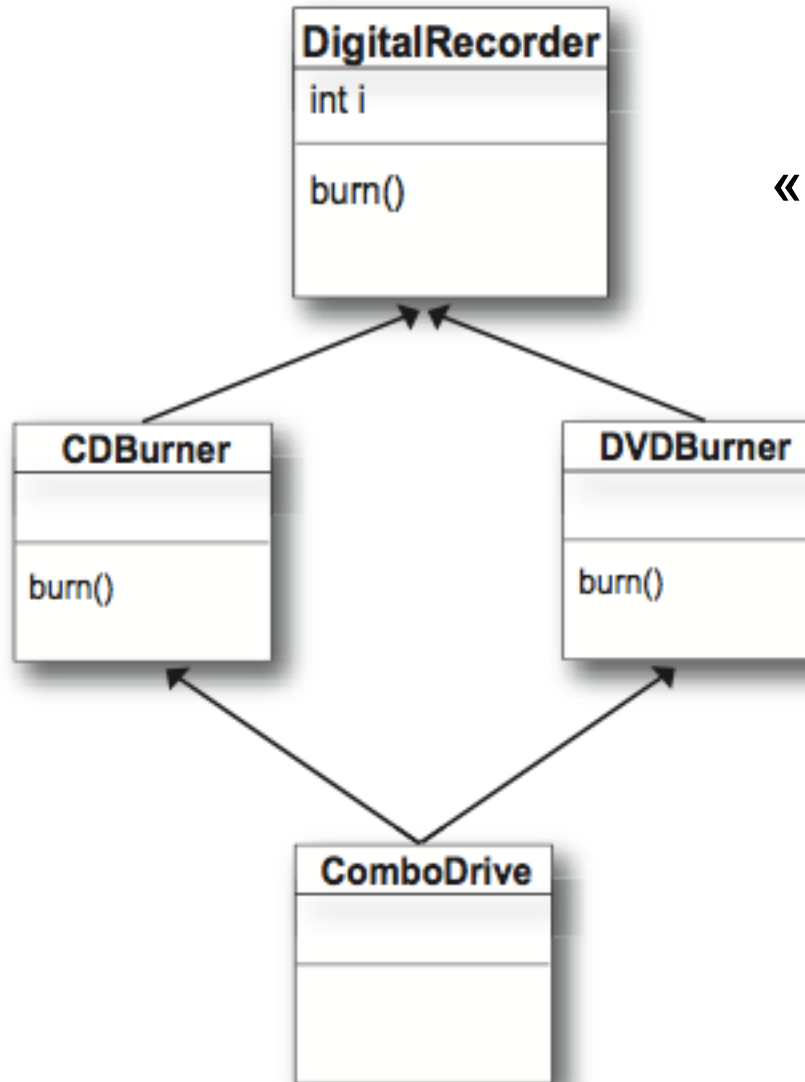 DigitalRecorder
int i
burn()
«
CDBurner
burn()
DVDBurner
burn()
ComboDrive